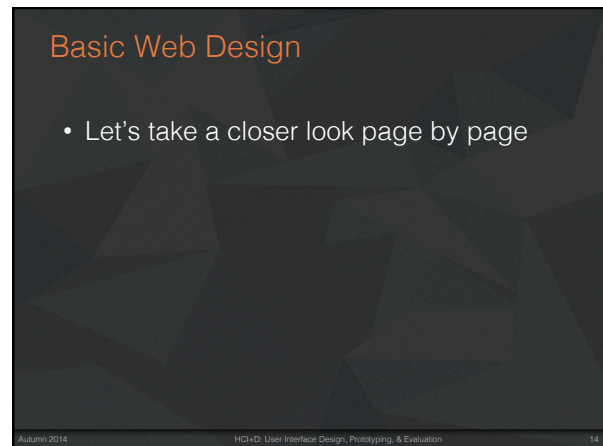 Basic Web Design
• Let’s take a closer look page by page
Autumn 2014
HCI+D: User Interface Design, Prototyping, & Evaluation
14